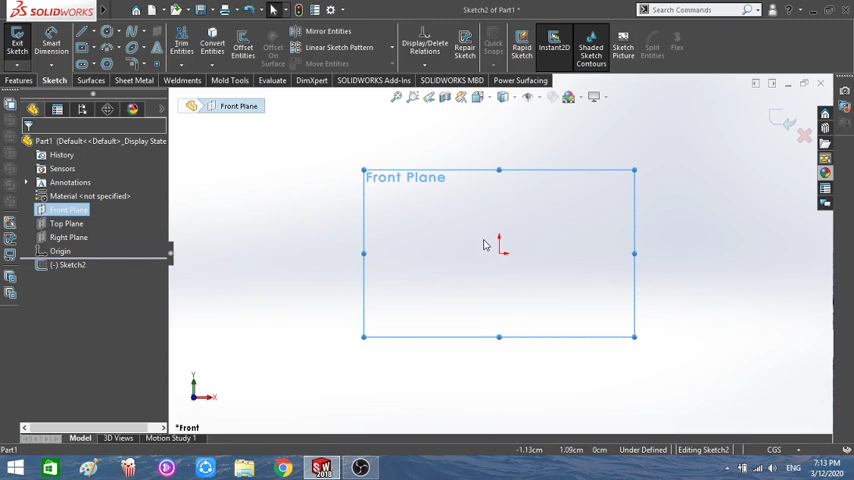 SOLIDWORKS
Sketch2 of Part1 *
Search Commands
Exit Sketch
Smart Dimension
Trim Entities
Convert Entities
Offset Entities
Offset On Surface
Mirror Entities
Linear Sketch Pattern
Move Entities
Display/Delete Relations
Repair Sketch
Quick Snaps
Rapid Sketch
Instant2D
Shaded Sketch Contours
Sketch Picture
Split Entities
Flex
Features Sketch Surfaces Sheet Metal Weldments Mold Tools Evaluate DimXpert SOLIDWORKS Add-Ins SOLIDWORKS MBD Power Surfacing
Front Plane
Part1 (Default<<Default>_Display State
History
Sensors
Annotations
Material <not specified>
Front Plane
Top Plane
Right Plane
Origin
(-) Sketch2
Front Plane
Y
X
*Front
Model 3D Views Motion Study 1
Part1 -1.13cm 1.09cm 0cm Under Defined Editing Sketch2 CGS
SW 2018
ENG
7:13 PM
3/12/2020